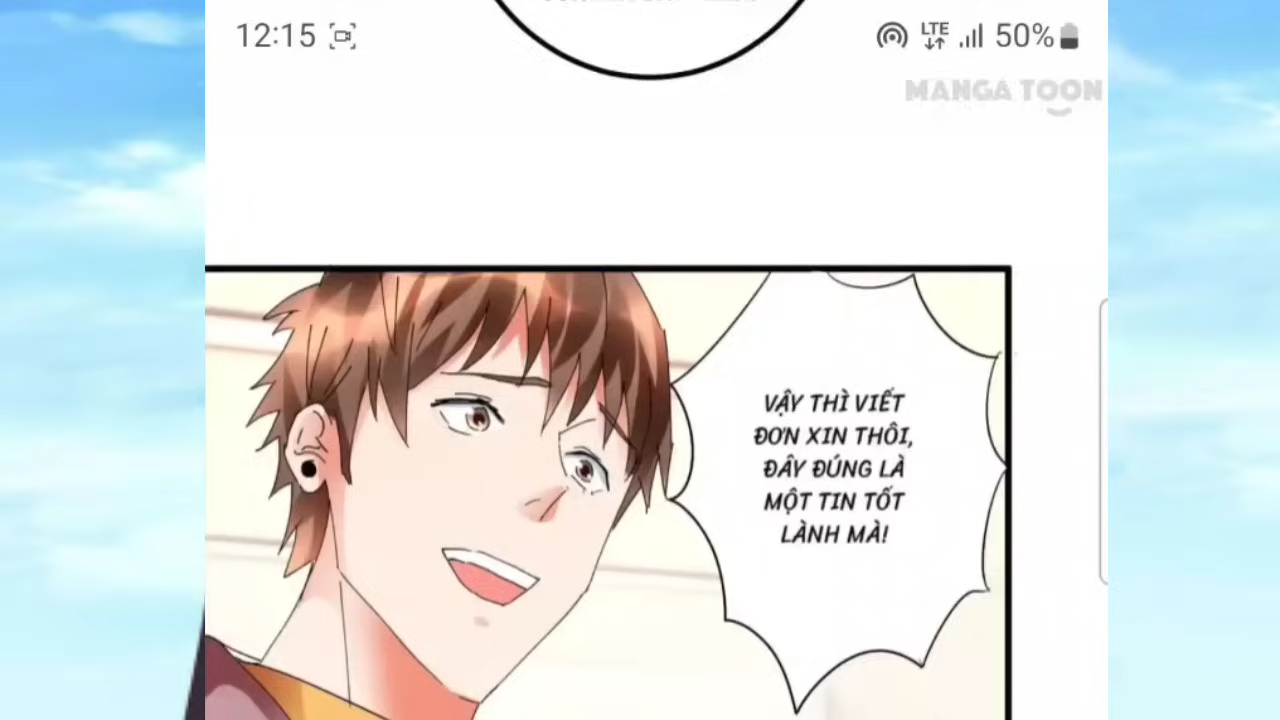 12:15 LTE 50%
MANGA TOON
VẬY THÌ VIẾT
ĐƠN XIN THÔI,
ĐÂY ĐÚNG LÀ
MỘT TIN TỐT
LÀNH MÀ!